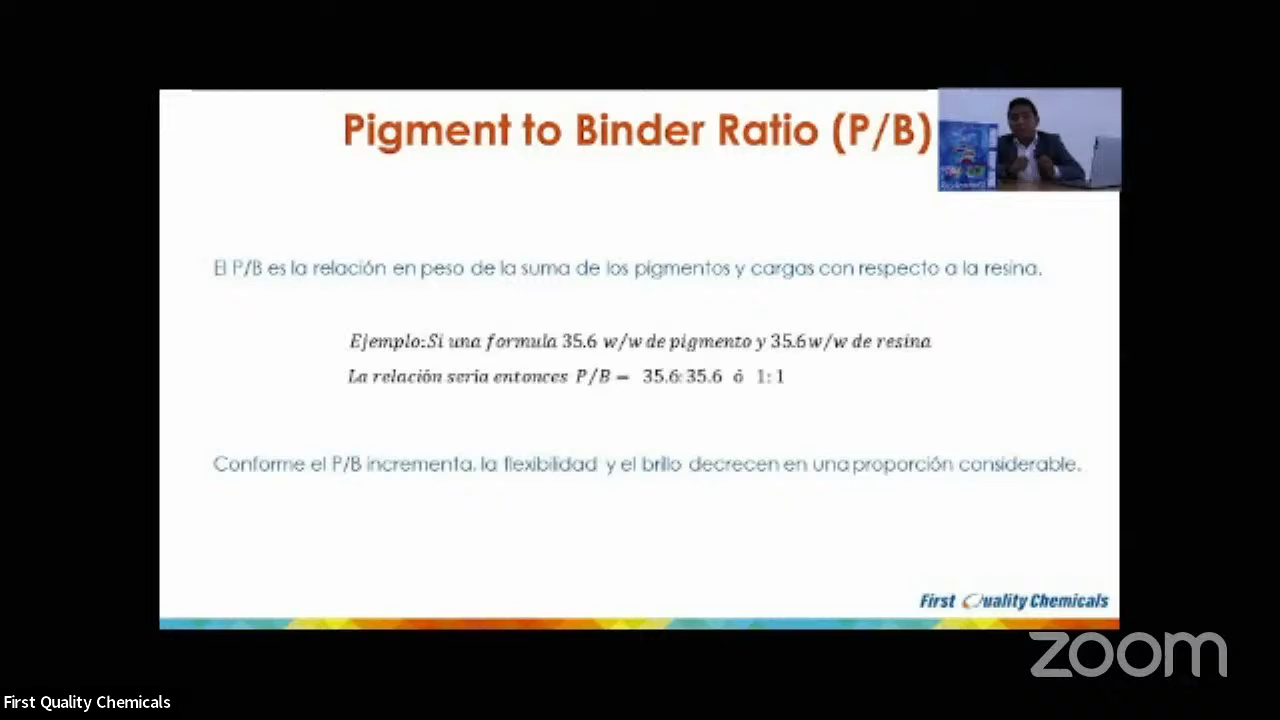 Pigment to Binder Ratio (P/B)
El P/B es la relación en peso de la suma de los pigmentos y cargas con respecto a la resina.
Ejemplo: Si una formula 35.6 w/w de pigmento y 35.6 w/w de resina
La relación sería entonces P/B = 35.6:35.6 ó 1:1
Conforme el P/B incrementa, la flexibilidad y el brillo decrecen en una proporción considerable.
First Quality Chemicals
zoom
First Quality Chemicals